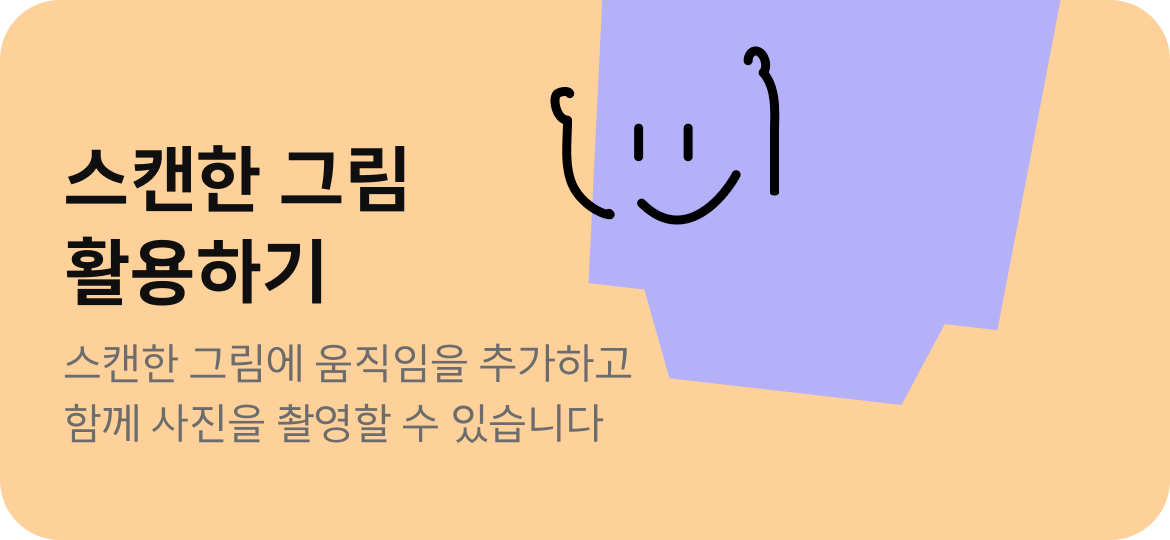 스캔한 그림
활용하기
스캔한 그림에 움직임을 추가하고
함께 사진을 촬영할 수 있습니다